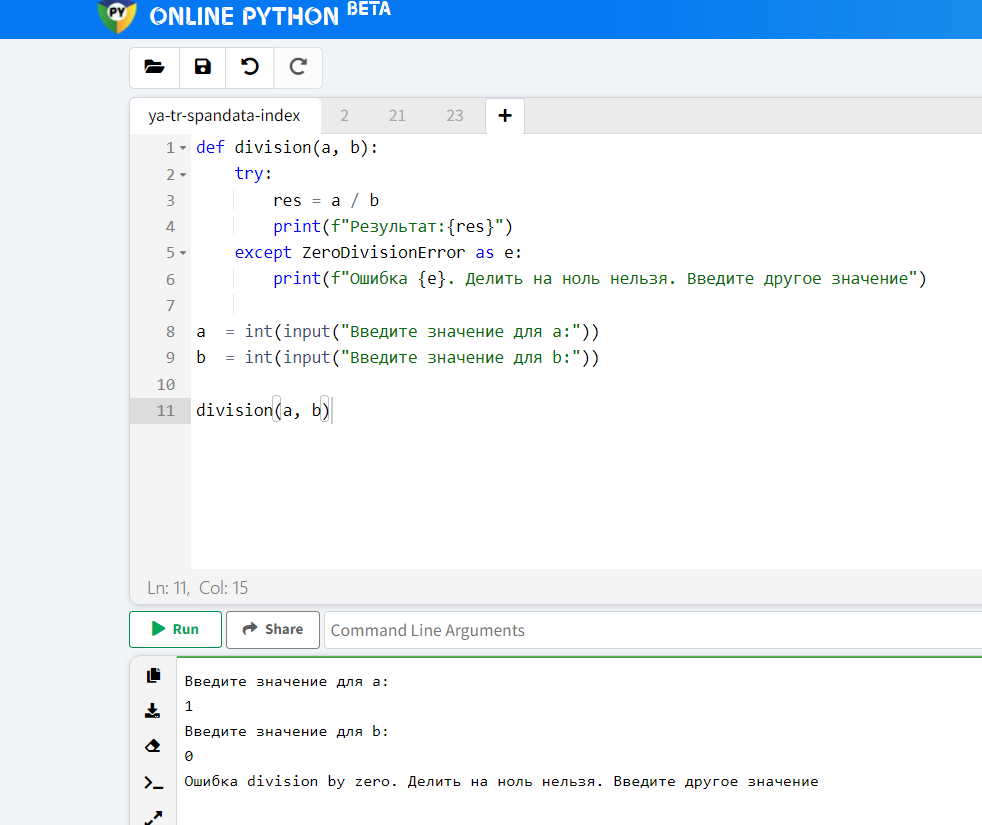 ONLINE PYTHON BETA
ya-tr-spandata-index 2 21 23 +
1 def division(a, b):
2     try:
3         res = a / b
4         print(f"Результат:{res}")
5     except ZeroDivisionError as e:
6         print(f"Ошибка {e}. Делить на ноль нельзя. Введите другое значение")
7
8 a  = int(input("Введите значение для a:"))
9 b  = int(input("Введите значение для b:"))
10
11 division(a, b)
Ln: 11, Col: 15
Run Share Command Line Arguments
Введите значение для a:
1
Введите значение для b:
0
Ошибка division by zero. Делить на ноль нельзя. Введите другое значение